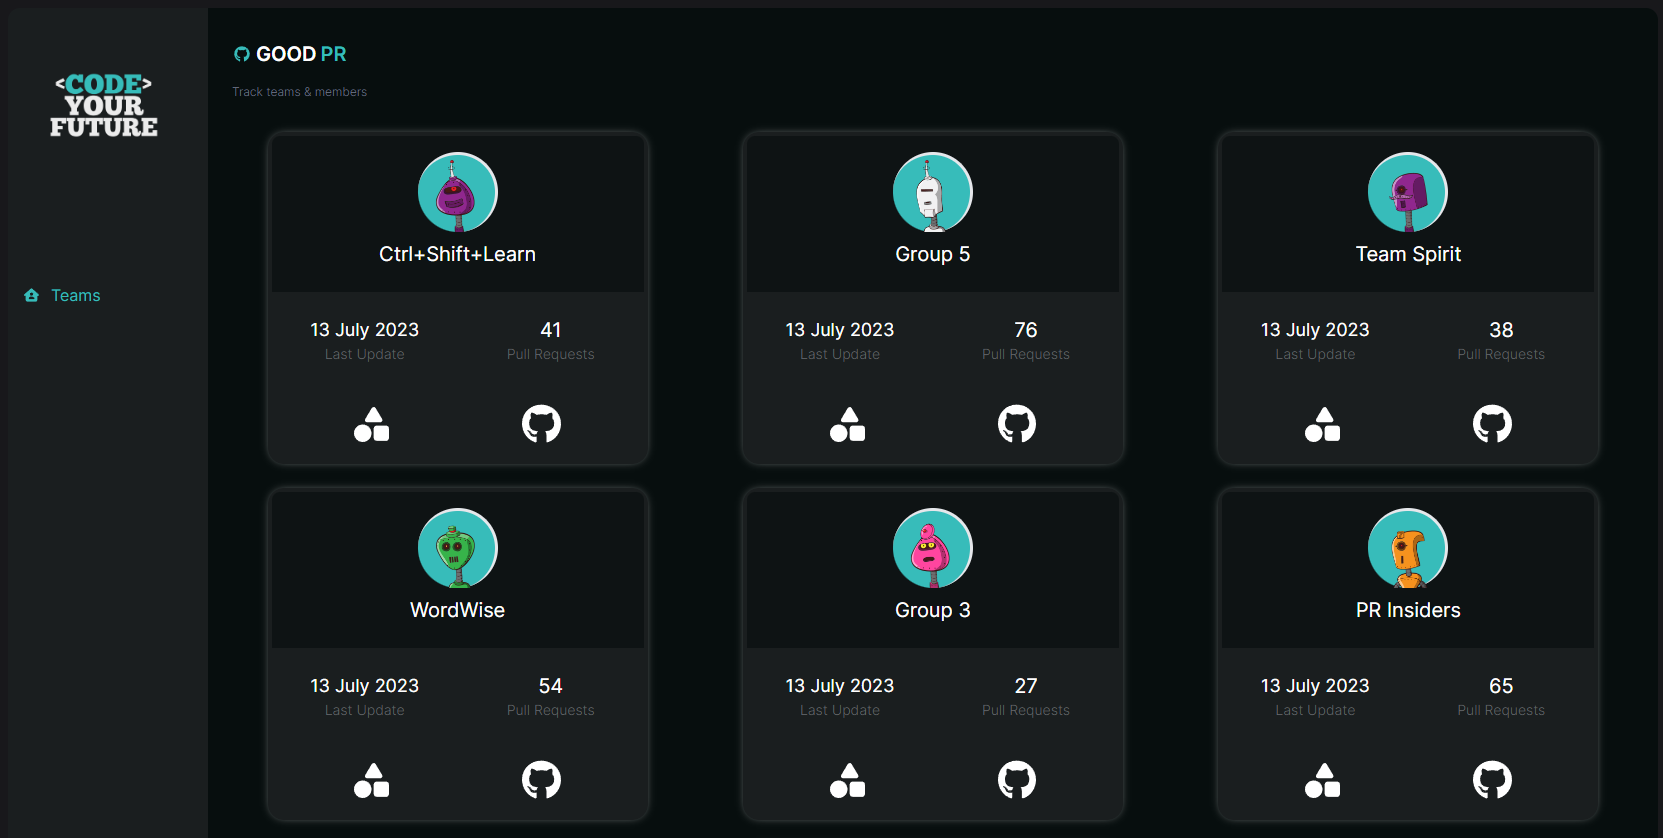 <CODE>
YOUR
FUTURE
Teams
GOOD PR
Track teams & members
Ctrl+Shift+Learn
13 July 2023
Last Update
41
Pull Requests
Group 5
13 July 2023
Last Update
76
Pull Requests
Team Spirit
13 July 2023
Last Update
38
Pull Requests
WordWise
13 July 2023
Last Update
54
Pull Requests
Group 3
13 July 2023
Last Update
27
Pull Requests
PR Insiders
13 July 2023
Last Update
65
Pull Requests